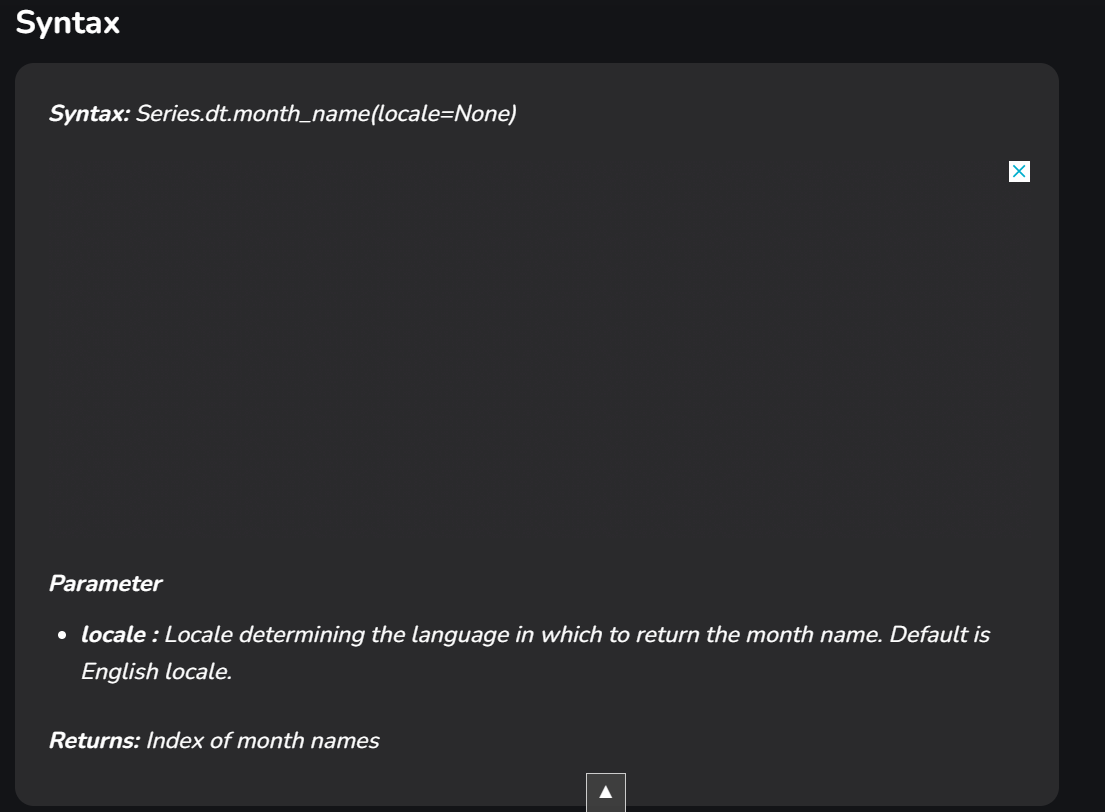 Syntax
Syntax: Series.dt.month_name(locale=None)
Parameter
locale : Locale determining the language in which to return the month name. Default is
English locale.
Returns: Index of month names